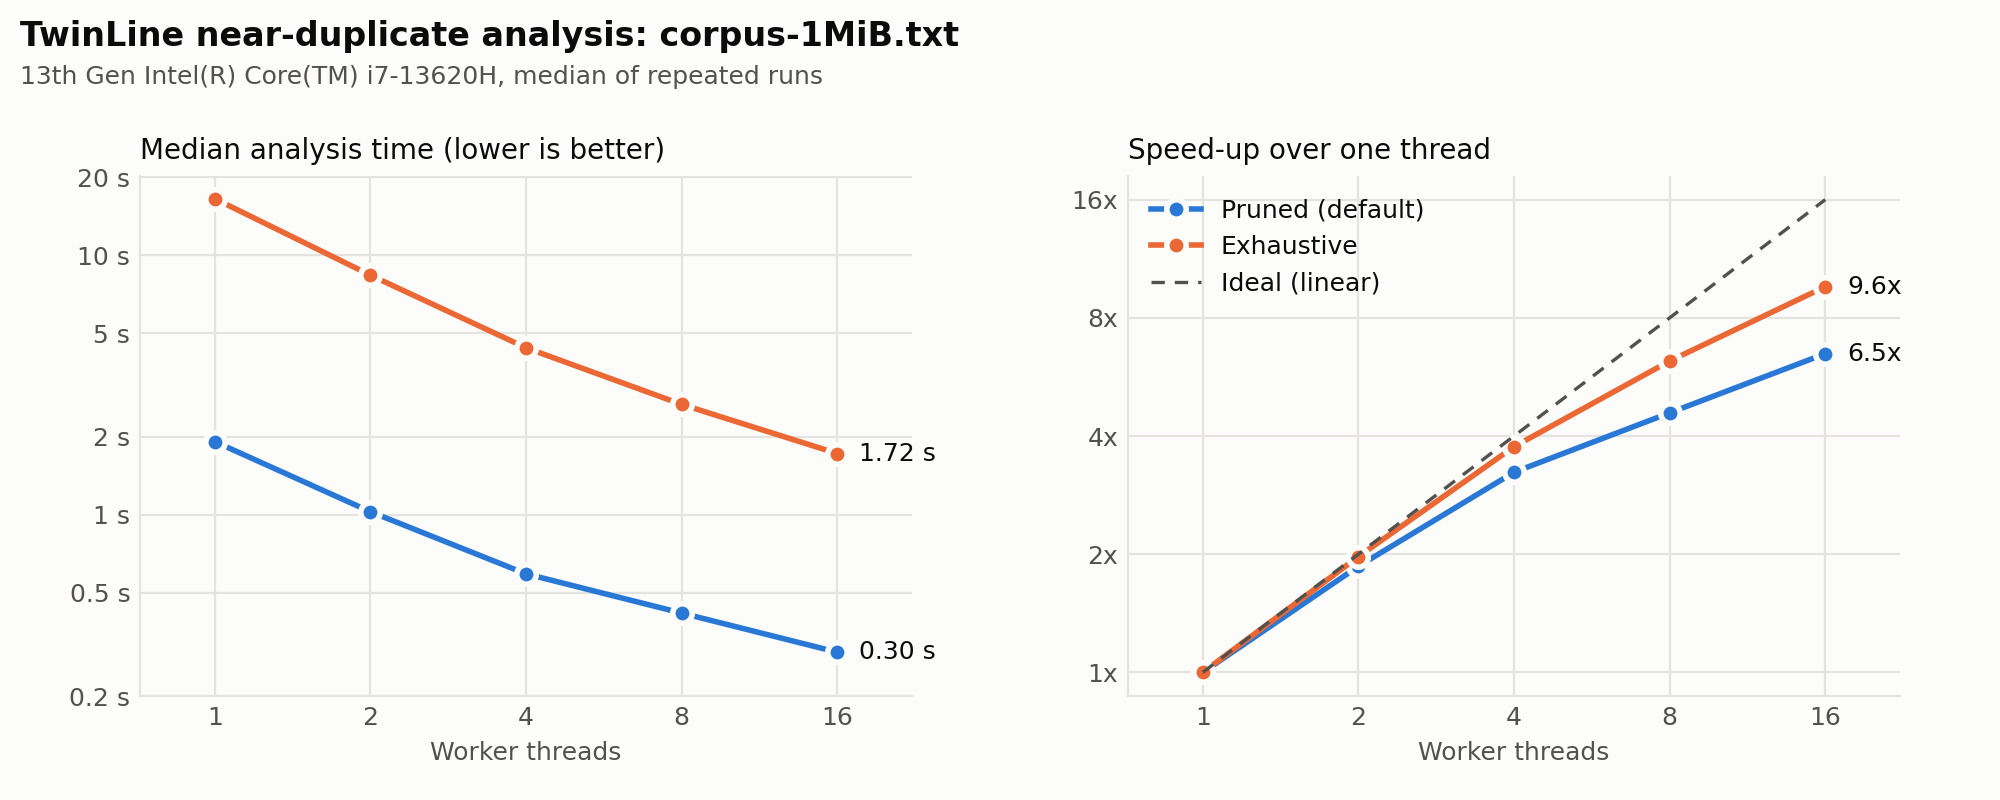 TwinLine near-duplicate analysis: corpus-1MiB.txt
13th Gen Intel(R) Core(TM) i7-13620H, median of repeated runs
Median analysis time (lower is better)
20 s
10 s
5 s
2 s
1 s
0.5 s
0.2 s
1.72 s
0.30 s
1 2 4 8 16
Worker threads
Speed-up over one thread
16x
8x
4x
2x
1x
Pruned (default)
Exhaustive
Ideal (linear)
9.6x
6.5x
1 2 4 8 16
Worker threads